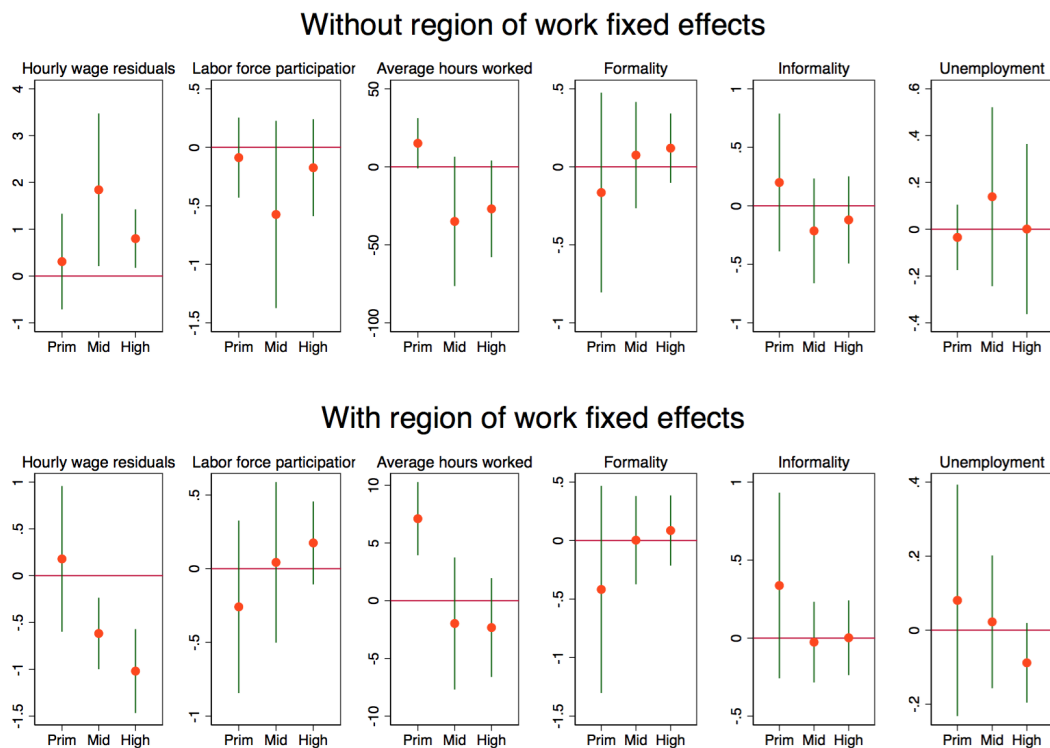 Without region of work fixed effects
Hourly wage residuals
4
3
2
1
0
-1
Prim Mid High
Labor force participation
.5
0
-.5
-1
-1.5
Prim Mid High
Average hours worked
50
0
-50
-100
Prim Mid High
Formality
.5
0
-.5
-1
Prim Mid High
Informality
1
.5
0
-.5
-1
Prim Mid High
Unemployment
.6
.4
.2
0
-.2
-.4
Prim Mid High
With region of work fixed effects
Hourly wage residuals
1
.5
0
-.5
-1
-1.5
Prim Mid High
Labor force participation
.5
0
-.5
-1
Prim Mid High
Average hours worked
10
5
0
-5
-10
Prim Mid High
Formality
.5
0
-.5
-1
-1.5
Prim Mid High
Informality
1
.5
0
-.5
Prim Mid High
Unemployment
.4
.2
0
-.2
Prim Mid High